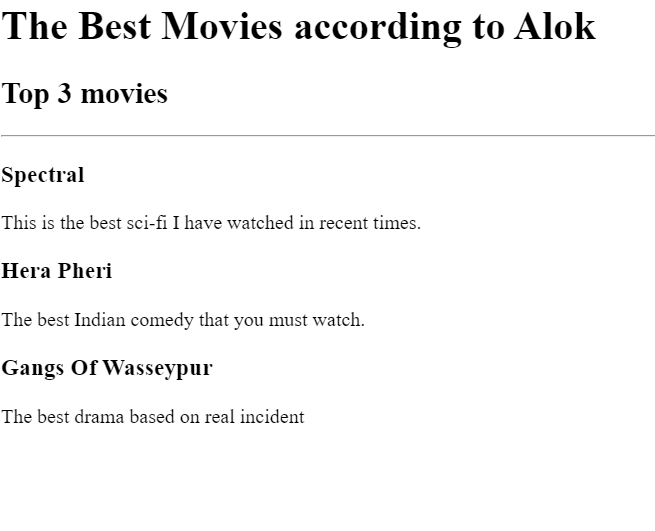 The Best Movies according to Alok
Top 3 movies
Spectral
This is the best sci-fi I have watched in recent times.
Hera Pheri
The best Indian comedy that you must watch.
Gangs Of Wasseypur
The best drama based on real incident